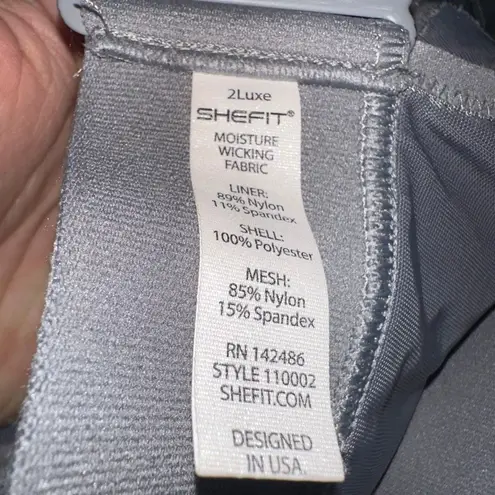 2Luxe
SHEFIT®
MOISTURE
WICKING
FABRIC
LINER:
89% Nylon
11% Spandex
SHELL:
100% Polyester
MESH:
85% Nylon
15% Spandex
RN 142486
STYLE 110002
SHEFIT.COM
DESIGNED
IN USA.